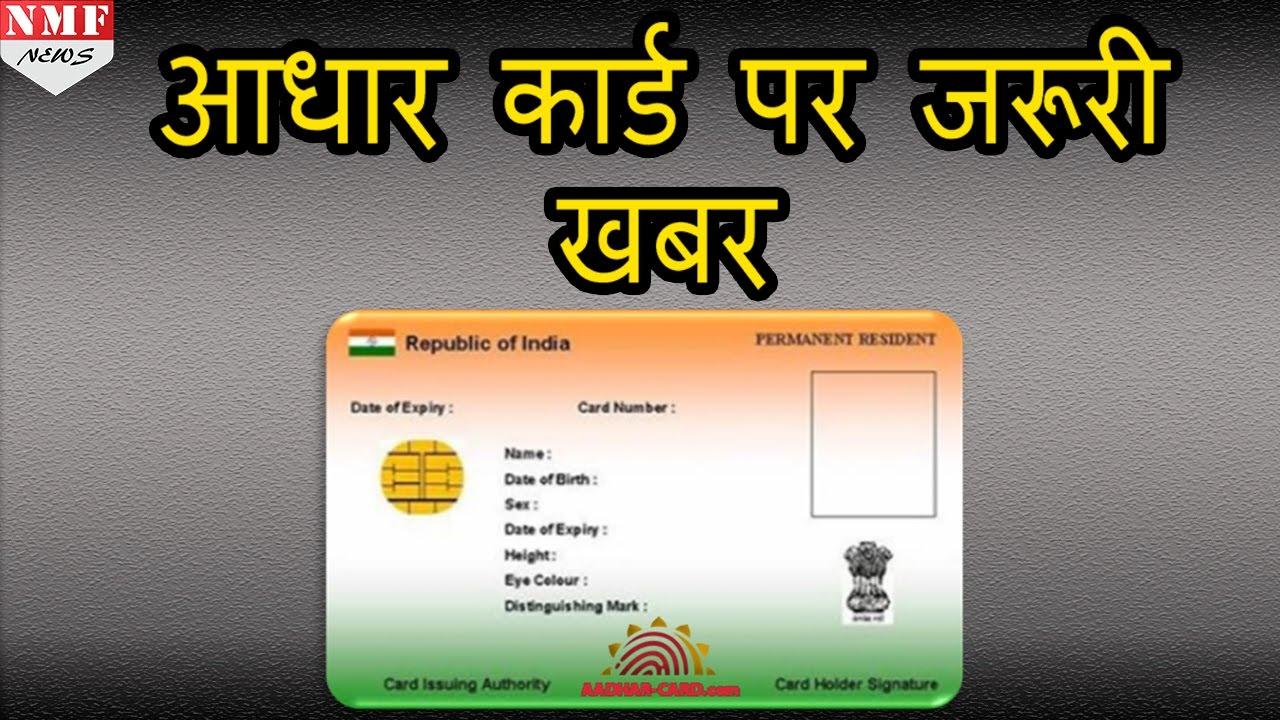 NMF
NEWS
आधार कार्ड पर जरूरी
खबर
Republic of India
PERMANENT RESIDENT
Date of Expiry :
Card Number :
Name :
Date of Birth :
Sex :
Date of Expiry :
Height :
Eye Colour :
Distinguishing Mark :
AADHAR-CARD.com
Card Issuing Authority
Card Holder Signature